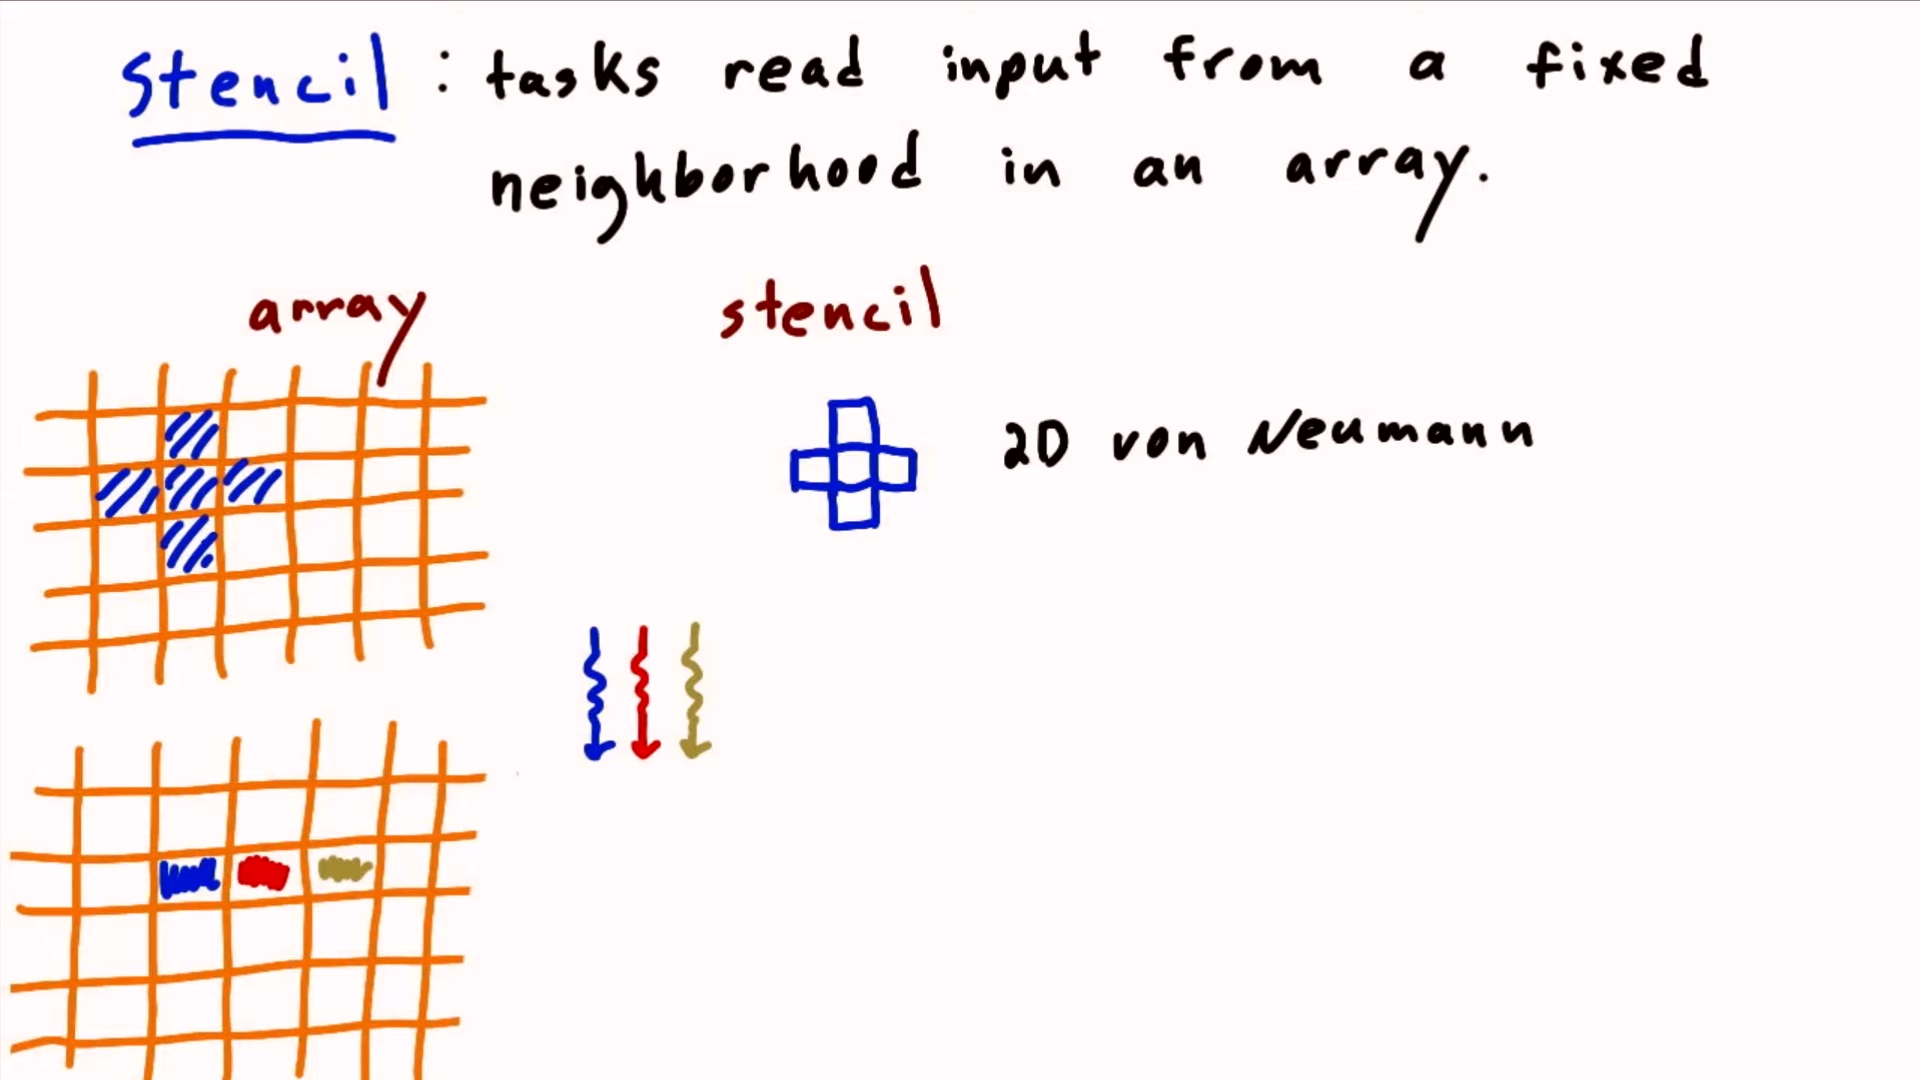 stencil : tasks read input from a fixed
neighborhood in an array.
array
stencil
2D von Neumann